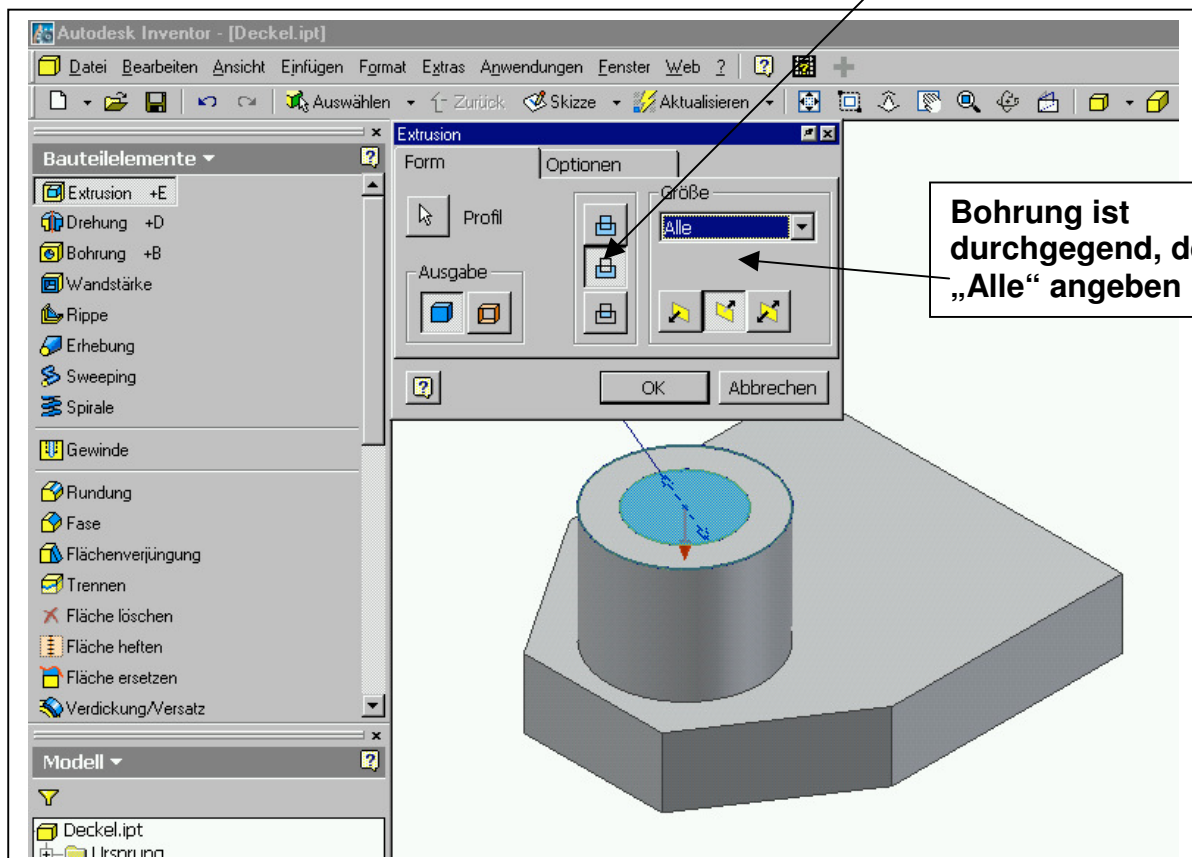 Autodesk Inventor - [Deckel.ipt]
Datei Bearbeiten Ansicht Einfügen Format Extras Anwendungen Fenster Web ?
Auswählen Zurück Skizze Aktualisieren
Bauteilelemente
Extrusion +E
Drehung +D
Bohrung +B
Wandstärke
Rippe
Erhebung
Sweeping
Spirale
Gewinde
Rundung
Fase
Flächenverjüngung
Trennen
Fläche löschen
Fläche heften
Fläche ersetzen
Verdickung/Versatz
Modell
Deckel.ipt
Ursprung
Extrusion
Form Optionen
Profil
Ausgabe
Größe
Alle
OK Abbrechen
Bohrung ist
durchgegend,
„Alle“ angeben